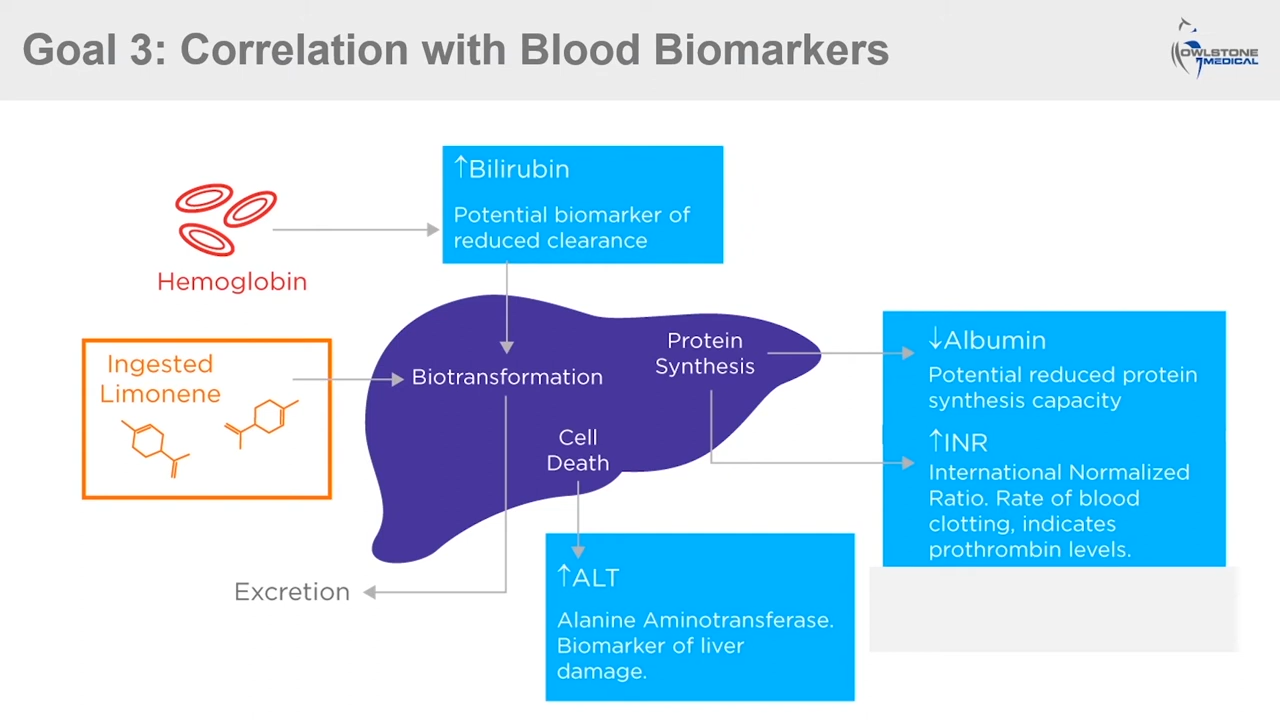 Goal 3: Correlation with Blood Biomarkers
OWLSTONE
MEDICAL
↑Bilirubin
Potential biomarker of
reduced clearance
Hemoglobin
Ingested
Limonene
Biotransformation
Protein
Synthesis
Cell
Death
↓Albumin
Potential reduced protein
synthesis capacity
↑INR
International Normalized
Ratio. Rate of blood
clotting, indicates
prothrombin levels.
Excretion
↑ALT
Alanine Aminotransferase.
Biomarker of liver
damage.